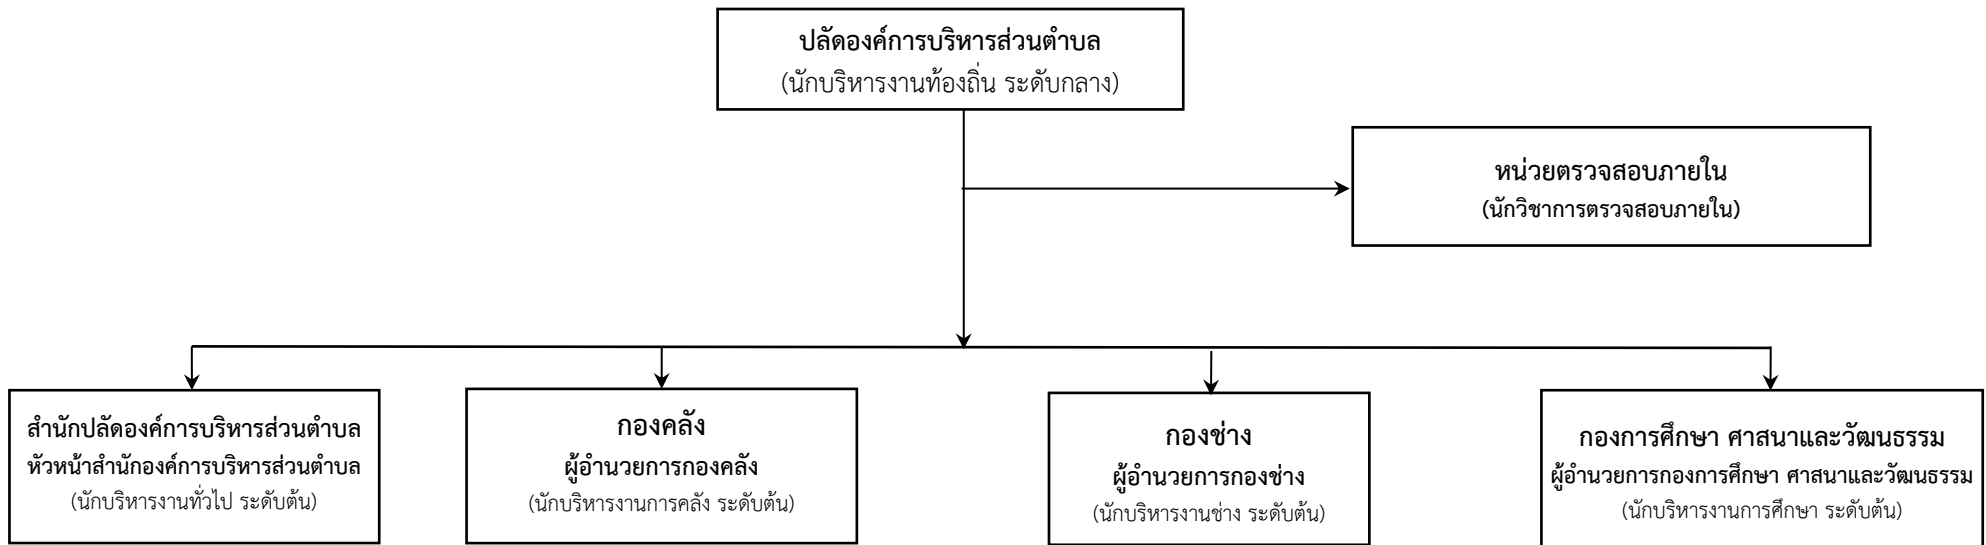 ปลัดองค์การบริหารส่วนตำบล
(นักบริหารงานท้องถิ่น ระดับกลาง)
หน่วยตรวจสอบภายใน
(นักวิชาการตรวจสอบภายใน)
สำนักปลัดองค์การบริหารส่วนตำบล
หัวหน้าสำนักองค์การบริหารส่วนตำบล
(นักบริหารงานทั่วไป ระดับต้น)
กองคลัง
ผู้อำนวยการกองคลัง
(นักบริหารงานการคลัง ระดับต้น)
กองช่าง
ผู้อำนวยการกองช่าง
(นักบริหารงานช่าง ระดับต้น)
กองการศึกษา ศาสนาและวัฒนธรรม
ผู้อำนวยการกองการศึกษา ศาสนาและวัฒนธรรม
(นักบริหารงานการศึกษา ระดับต้น)